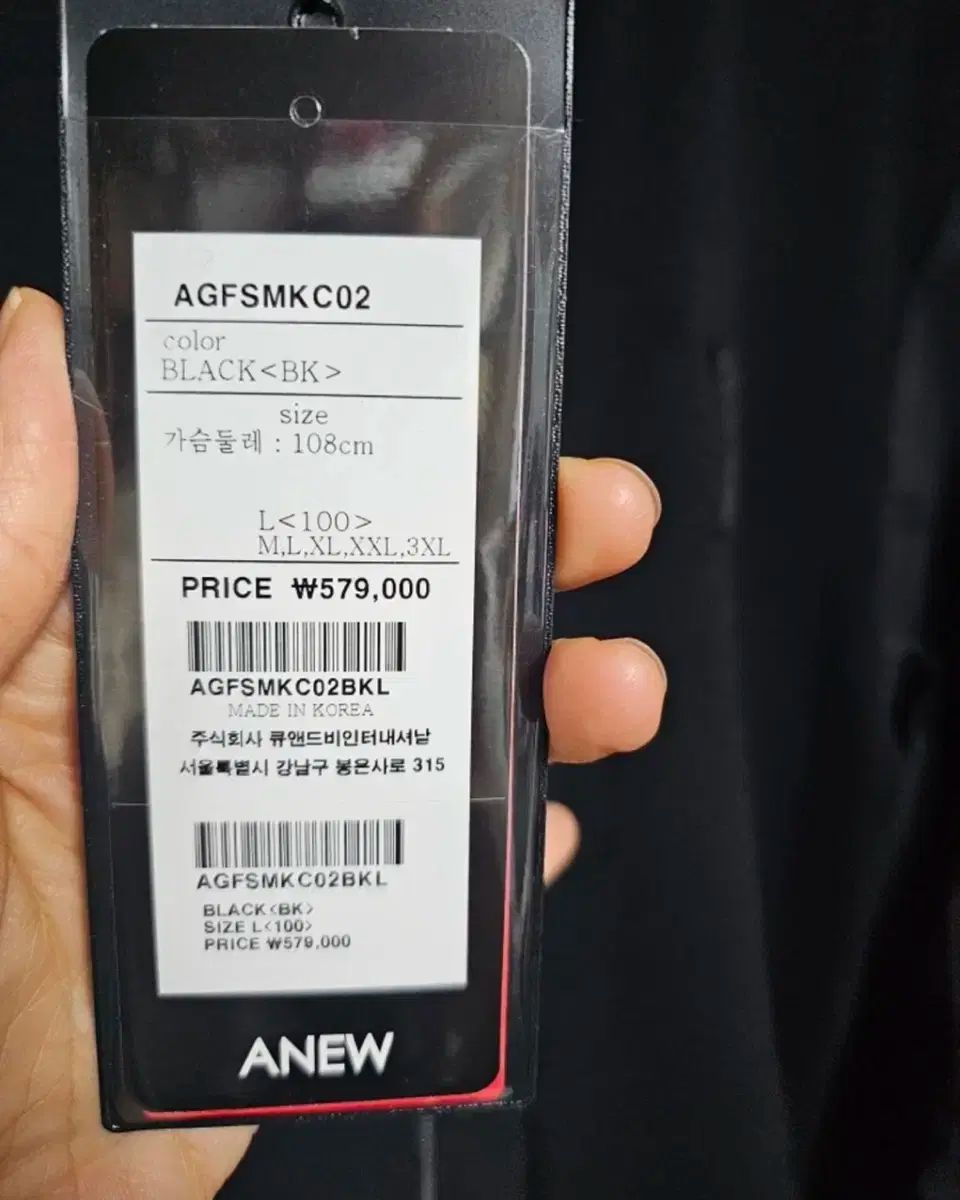 AGFSMKC02
color
BLACK<BK>
size
가슴둘레 : 108cm
L<100>
M,L,XL,XXL,3XL
PRICE ₩579,000
AGFSMKC02BKL
MADE IN KOREA
주식회사 큐앤드비인터내셔날
서울특별시 강남구 봉은사로 315
AGFSMKC02BKL
BLACK<BK>
SIZE L<100>
PRICE ₩579,000
ANEW